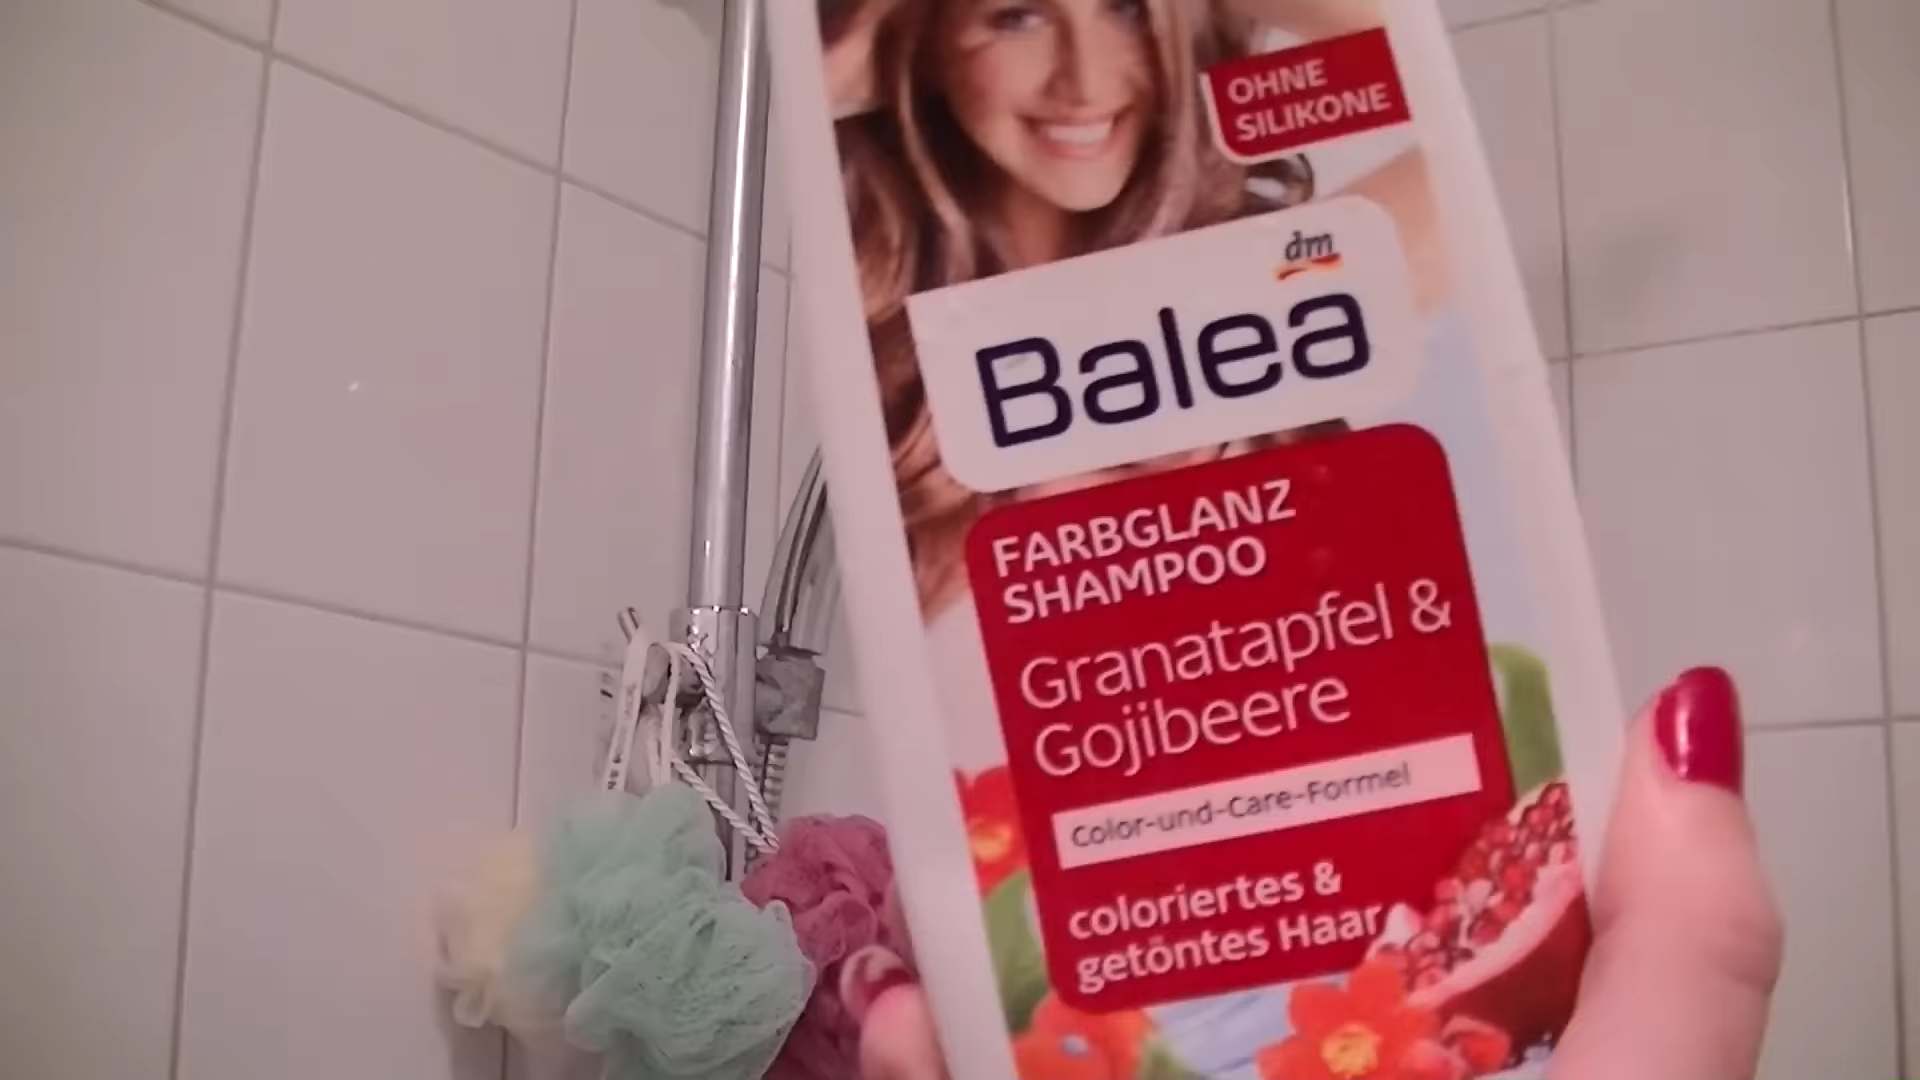 OHNE
SILIKONE
dm
Balea
FARBGLANZ
SHAMPOO
Granatapfel &
Gojibeere
Color-und-Care-Formel
coloriertes &
getöntes Haar